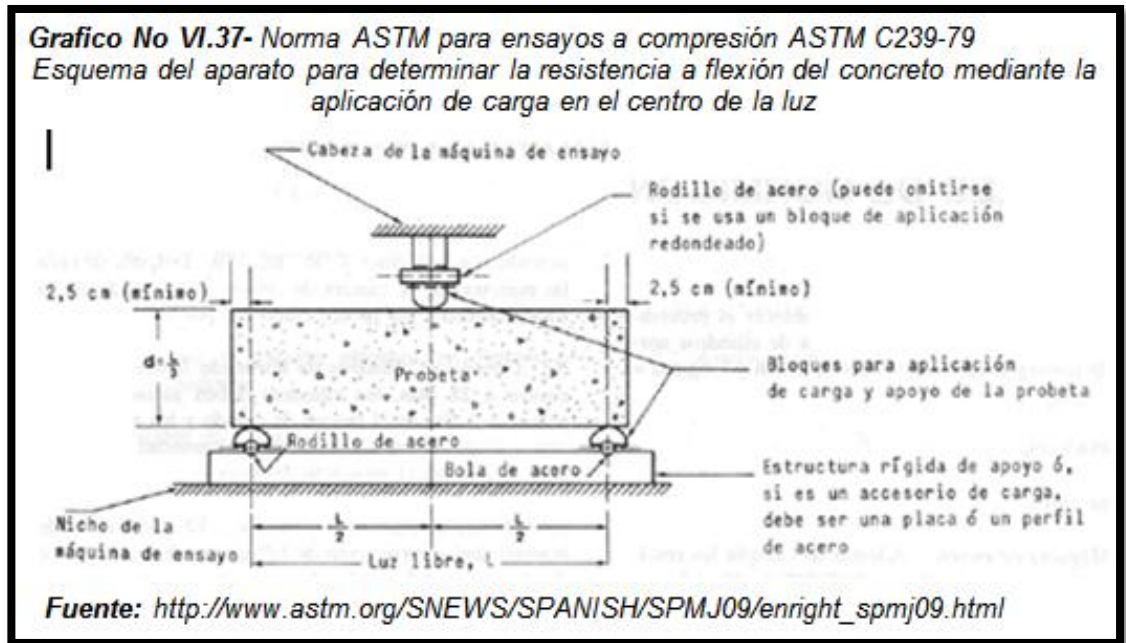 Grafico No VI.37- Norma ASTM para ensayos a compresión ASTM C239-79
Esquema del aparato para determinar la resistencia a flexión del concreto mediante la
aplicación de carga en el centro de la luz
Cabeza de la máquina de ensayo
Rodillo de acero (puede omitirse
si se usa un bloque de aplicación
redondeado)
2,5 cm (mínimo)
2,5 cm (mínimo)
d=L/3
Probeta
Bloques para aplicación
de carga y apoyo de la probeta
Rodillo de acero
Bola de acero
Estructura rígida de apoyo ó,
si es un accesorio de carga,
debe ser una placa ó un perfil
de acero
Nicho de la
máquina de ensayo
L/2
L/2
Luz libre, L
Fuente: http://www.astm.org/SNEWS/SPANISH/SPMJ09/enright_spmj09.html